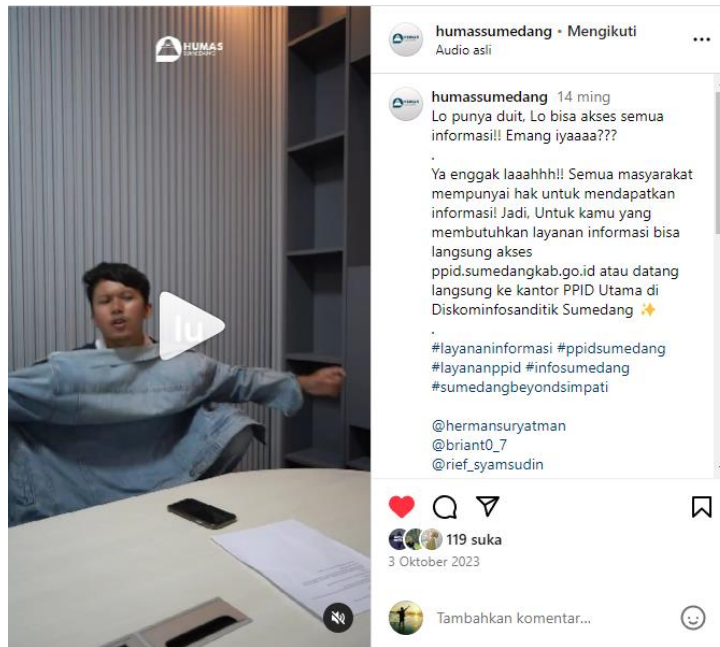 HUMAS
SUMEDANG
lu
humassumedang • Mengikuti
Audio asli
humassumedang 14 ming
Lo punya duit, Lo bisa akses semua
informasi!! Emang iyaaaa???
.
Ya enggak laaahhh!! Semua masyarakat
mempunyai hak untuk mendapatkan
informasi! Jadi, Untuk kamu yang
membutuhkan layanan informasi bisa
langsung akses
ppid.sumedangkab.go.id atau datang
langsung ke kantor PPID Utama di
Diskominfosanditik Sumedang ✨
.
#layananinformasi #ppidsumedang
#layananppid #infosumedang
#sumedangbeyondsimpati
@hermansuryatman
@briant0_7
@rief_syamsudin
119 suka
3 Oktober 2023
Tambahkan komentar...